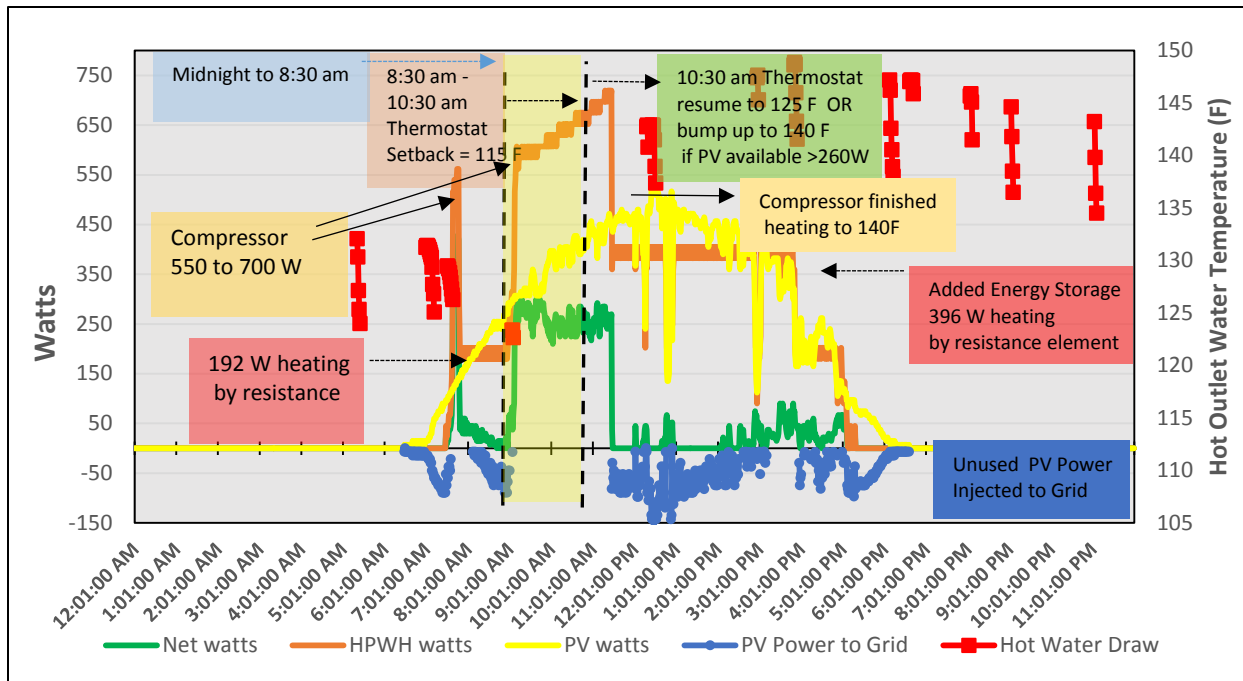 Midnight to 8:30 am
8:30 am -
10:30 am
Thermostat
Setback = 115 F
10:30 am Thermostat
resume to 125 F OR
bump up to 140 F
if PV available >260W
Compressor
550 to 700 W
Compressor finished
heating to 140F
192 W heating
by resistance
Added Energy Storage
396 W heating
by resistance element
Unused PV Power
Injected to Grid
Watts
750
650
550
450
350
250
150
50
-50
-150
Hot Outlet Water Temperature (F)
150
145
140
135
130
125
120
115
110
105
12:01:00 AM
1:01:00 AM
2:01:00 AM
3:01:00 AM
4:01:00 AM
5:01:00 AM
6:01:00 AM
7:01:00 AM
8:01:00 AM
9:01:00 AM
10:01:00 AM
11:01:00 AM
12:01:00 PM
1:01:00 PM
2:01:00 PM
3:01:00 PM
4:01:00 PM
5:01:00 PM
6:01:00 PM
7:01:00 PM
8:01:00 PM
9:01:00 PM
10:01:00 PM
11:01:00 PM
Net watts
HPWH watts
PV watts
PV Power to Grid
Hot Water Draw